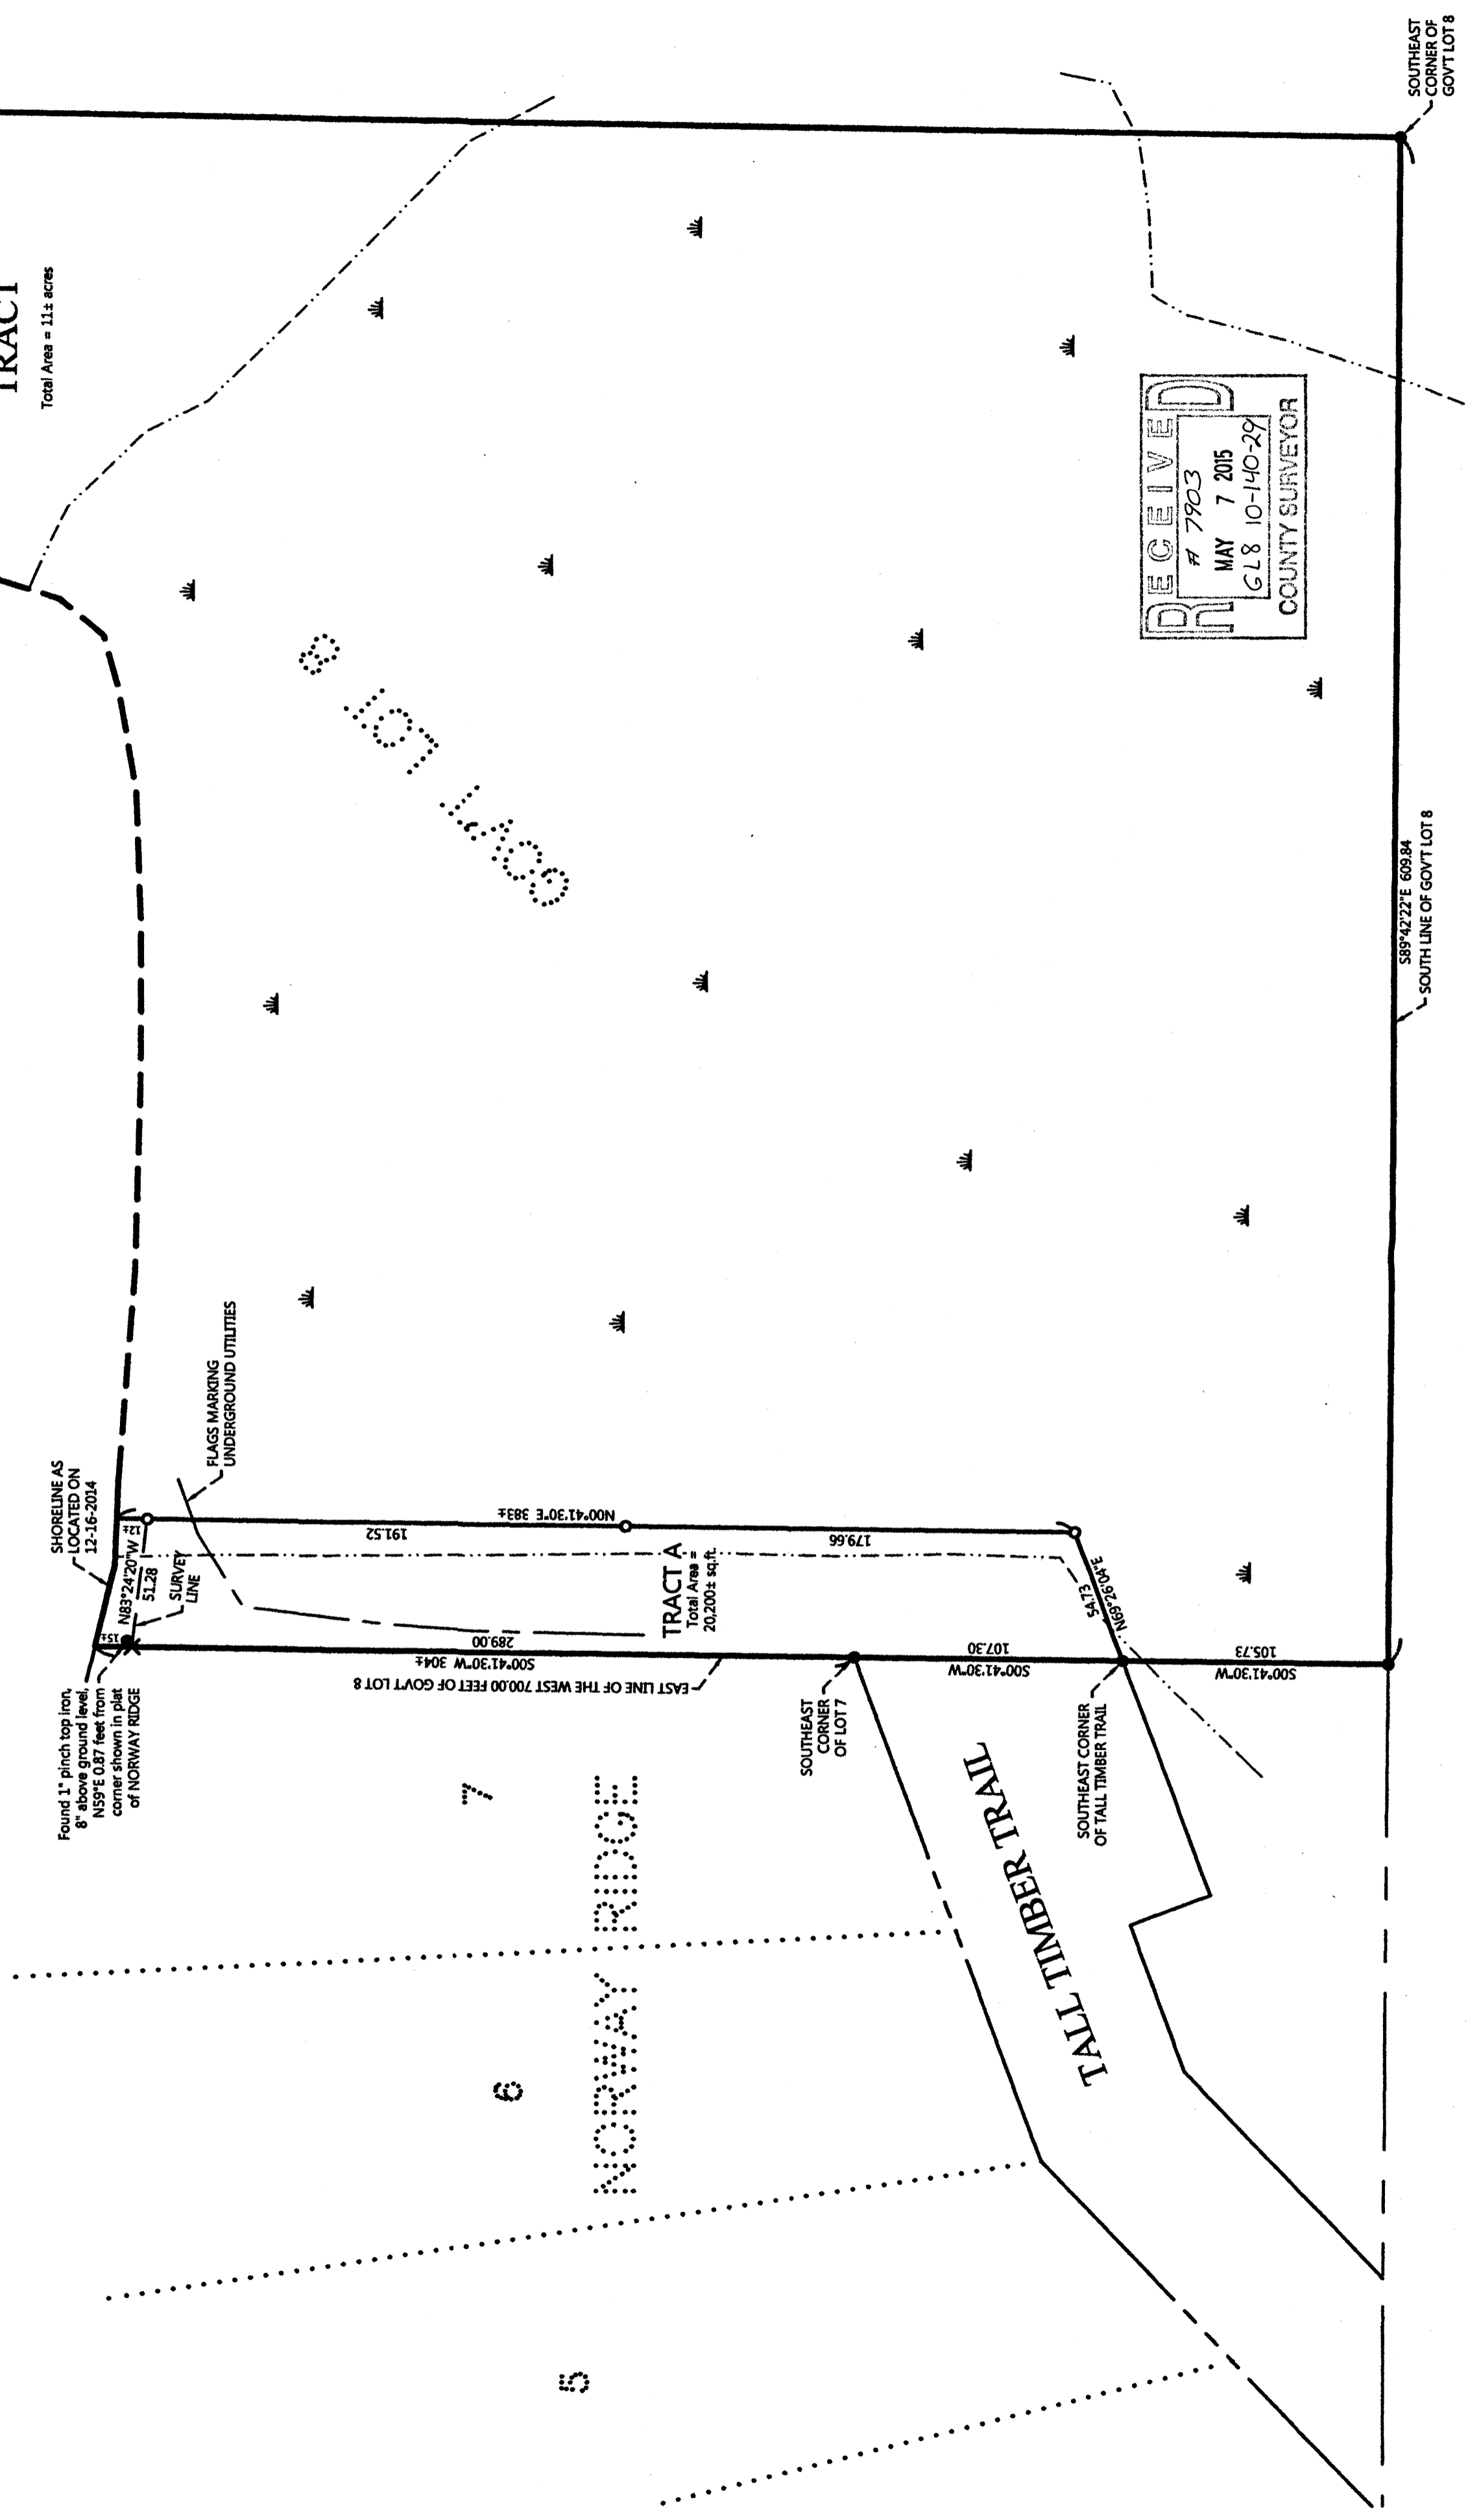 TRACT
Total Area = 11± acres
SOUTHEAST
CORNER OF
GOV'T LOT 8
GOV'T LOT 8
RECEIVED
# 7903
MAY 7 2015
GL8 10-140-29
COUNTY SURVEYOR
S89°42'22"E 609.84
SOUTH LINE OF GOV'T LOT 8
SHORELINE AS
LOCATED ON
12-16-2014
FLAGS MARKING
UNDERGROUND UTILITIES
N83°24'20"W
51.28
SURVEY
LINE
12±
15±
N00°41'30"E 383±
191.52
179.66
TRACT A
Total Area =
20,200± sq.ft.
54.73
N69°26'04"E
289.00
S00°41'30"W 304±
EAST LINE OF THE WEST 700.00 FEET OF GOV'T LOT 8
107.30
S00°41'30"W
105.73
S00°41'30"W
Found 1" pinch top iron,
8" above ground level,
N59°E 0.87 feet from
corner shown in plat
of NORWAY RIDGE
SOUTHEAST
CORNER
OF LOT 7
SOUTHEAST CORNER
OF TALL TIMBER TRAIL
TALL TIMBER TRAIL
NORWAY RIDGE
7
6
5